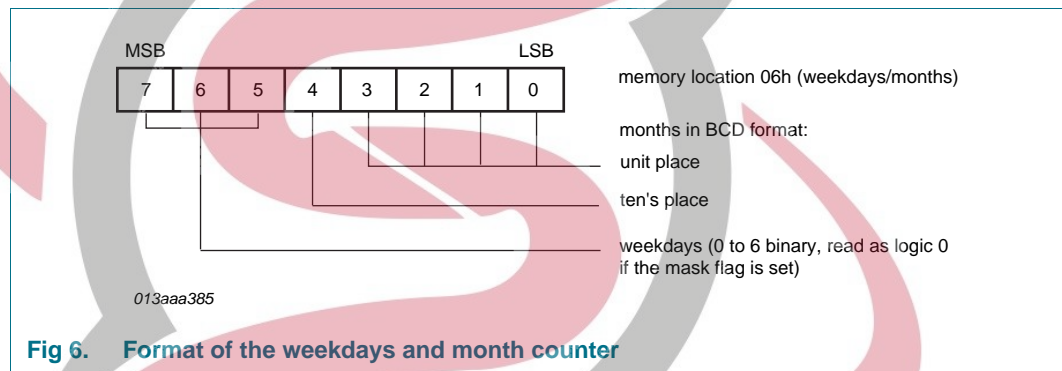 MSB LSB
7 6 5 4 3 2 1 0
memory location 06h (weekdays/months)
months in BCD format:
unit place
ten's place
weekdays (0 to 6 binary, read as logic 0
if the mask flag is set)
013aaa385
Fig 6. Format of the weekdays and month counter